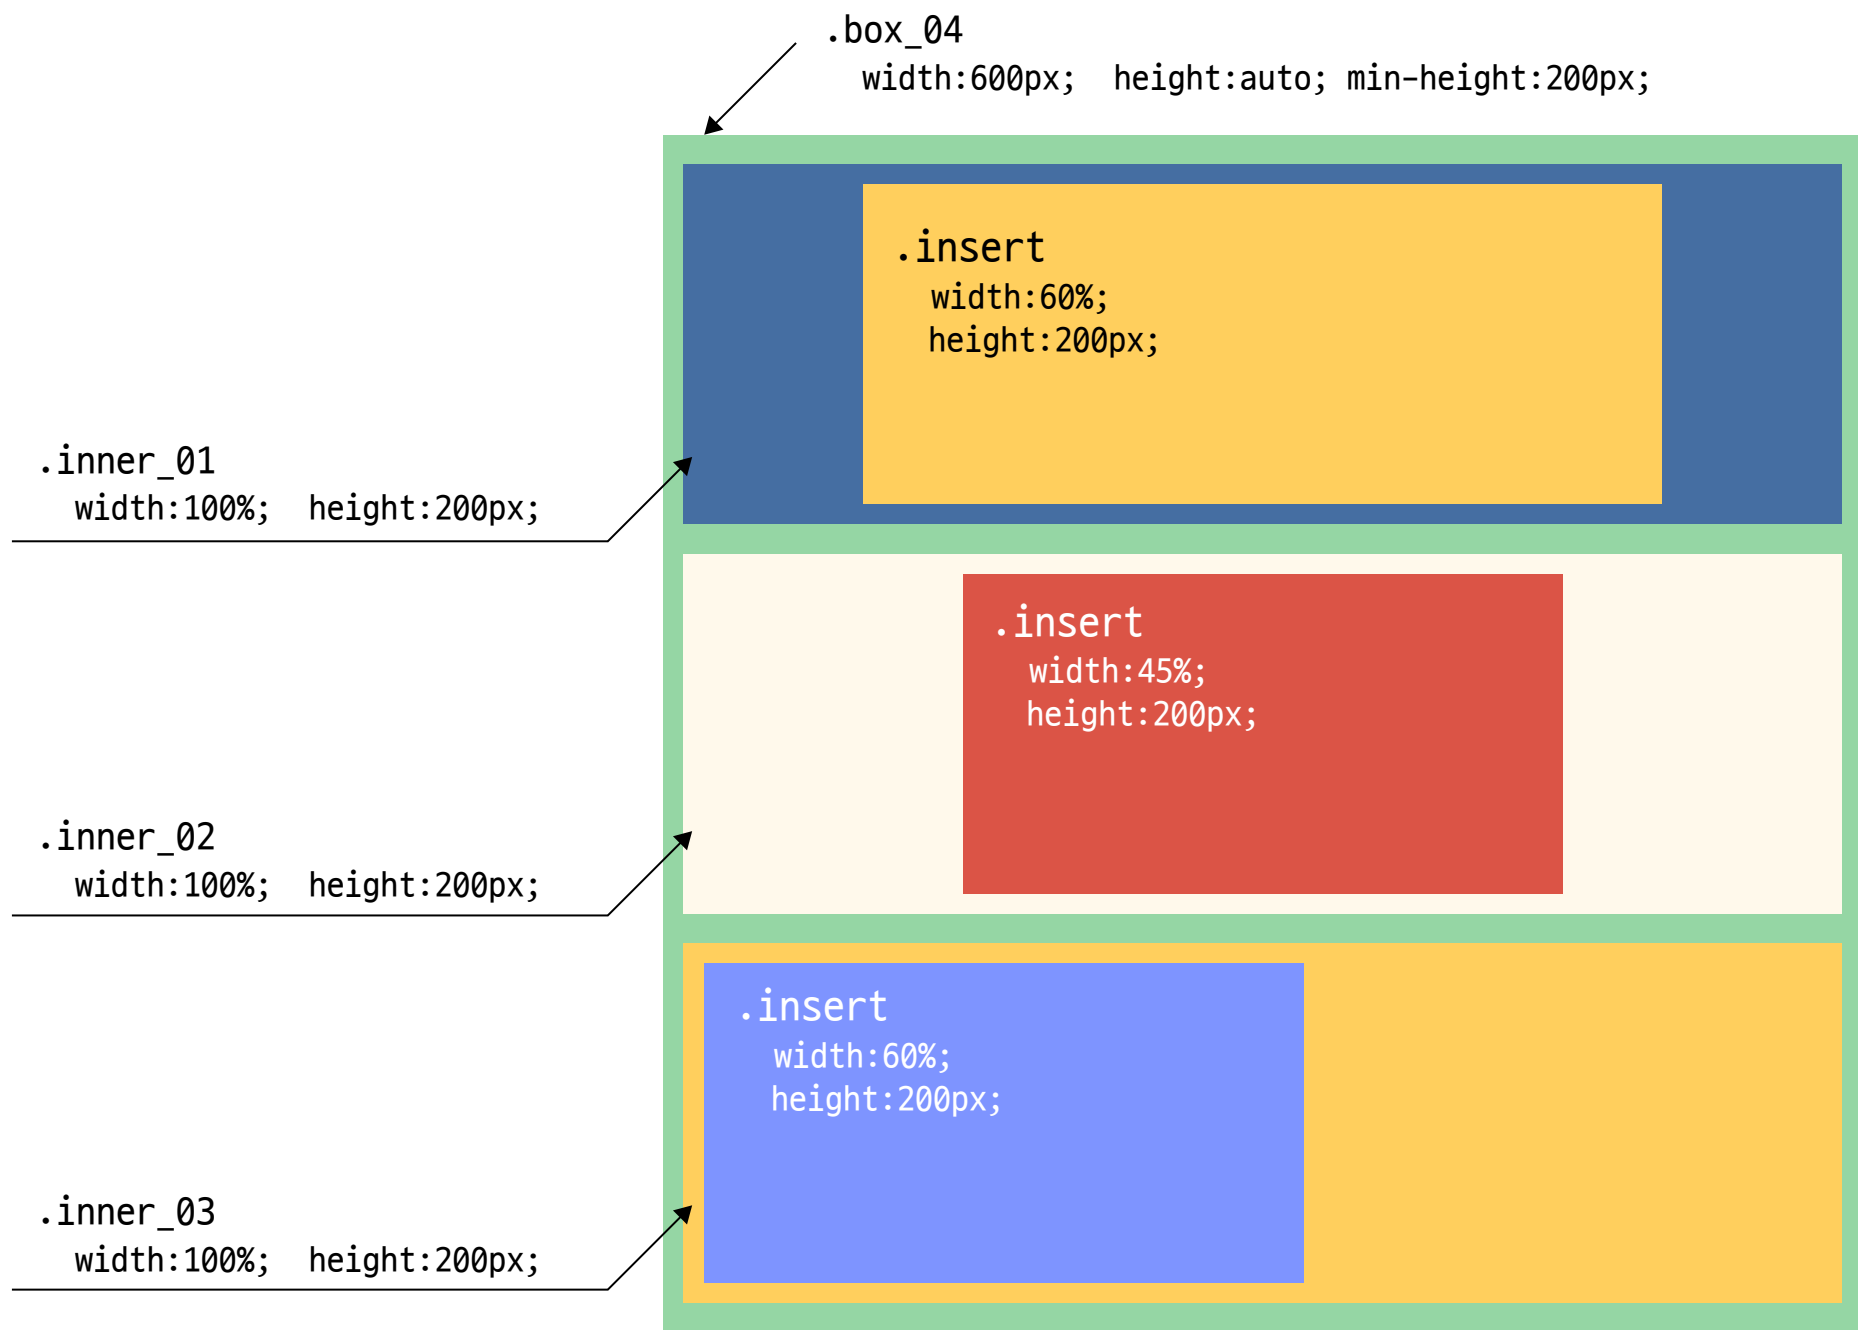 .box_04
width:600px; height:auto; min-height:200px;
.insert
width:60%;
height:200px;
.inner_01
width:100%; height:200px;
.insert
width:45%;
height:200px;
.inner_02
width:100%; height:200px;
.insert
width:60%;
height:200px;
.inner_03
width:100%; height:200px;